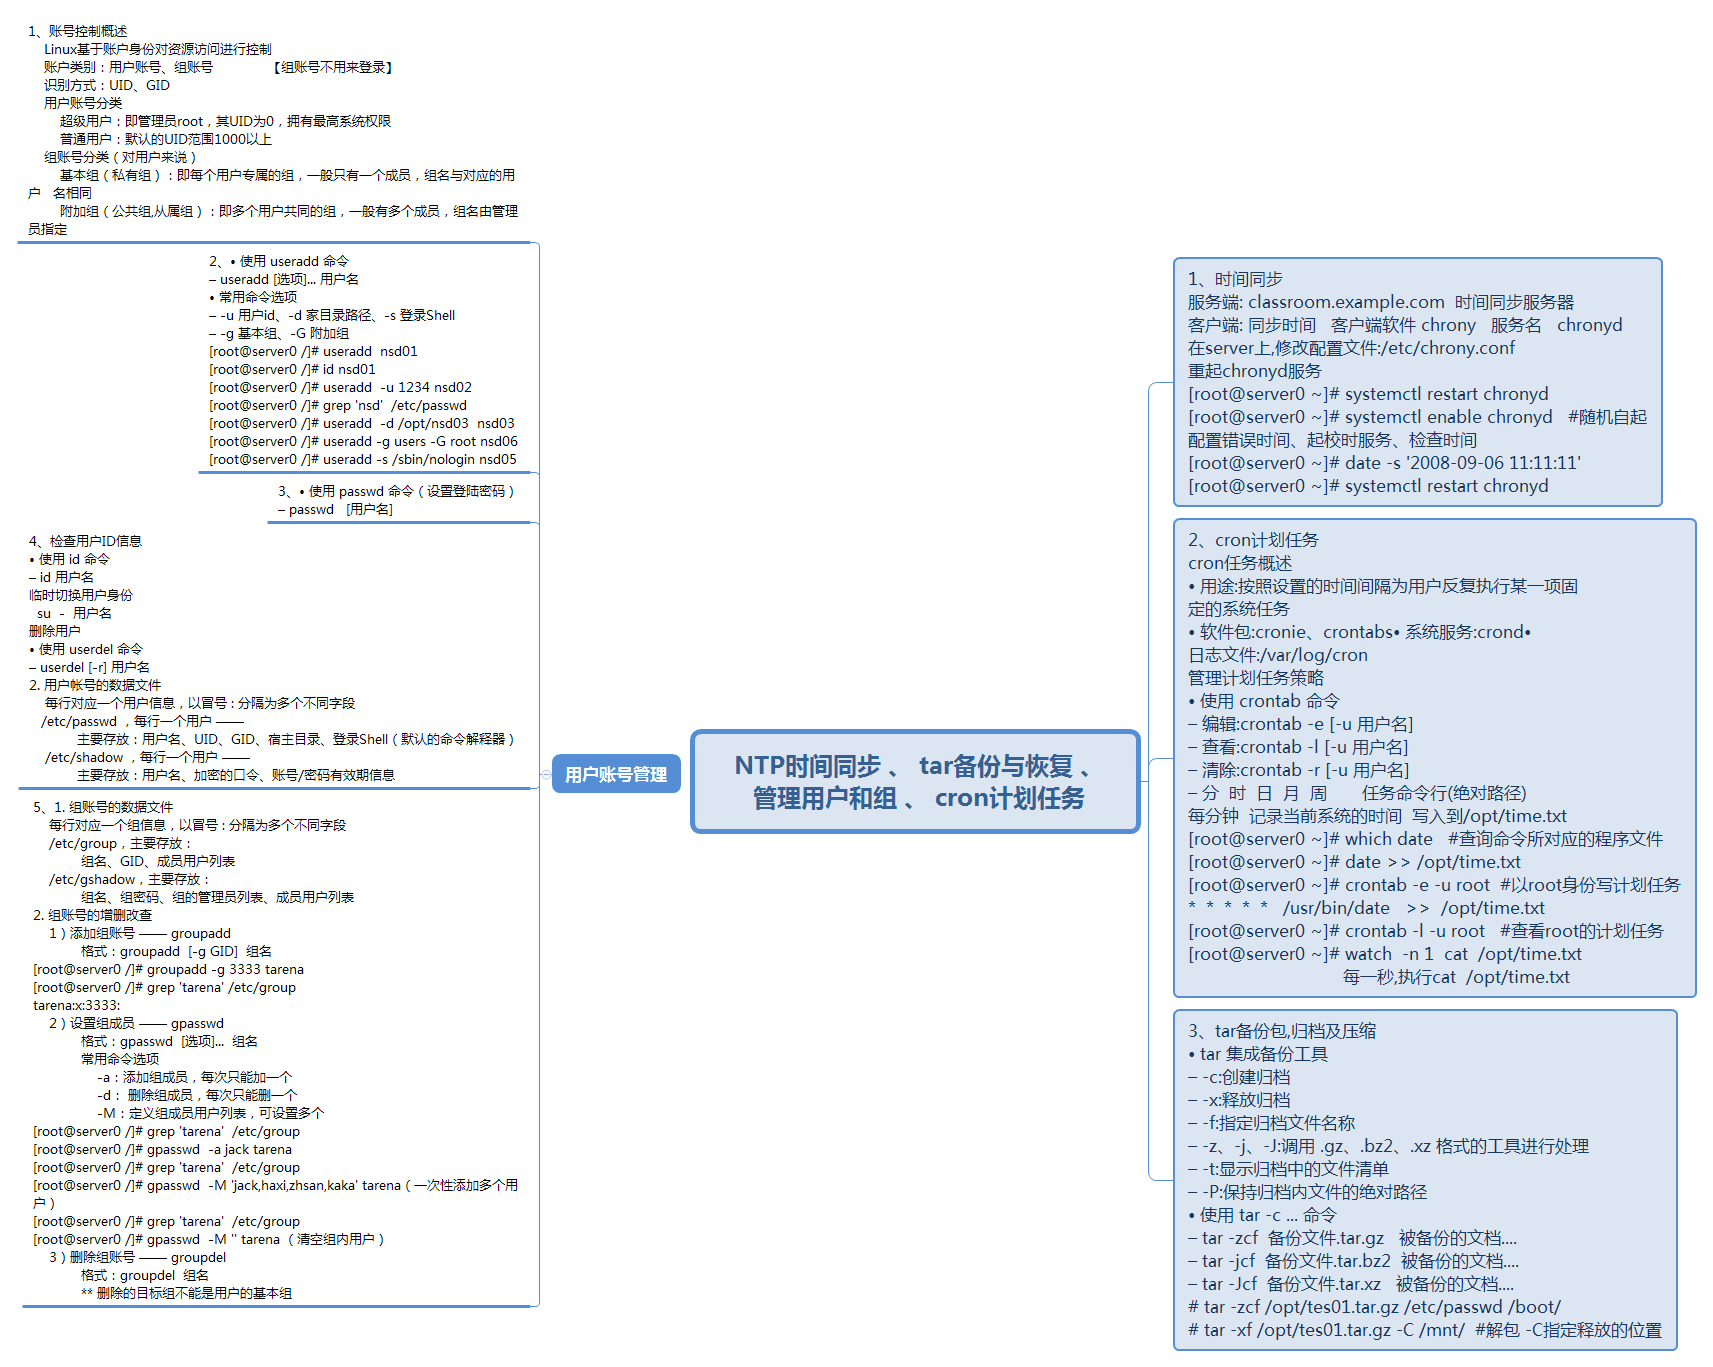 1、账号控制概述
Linux基于账户身份对资源访问进行控制
账户类别：用户账号、组账号 【组账号不用来登录】
识别方式：UID、GID
用户账号分类
超级用户：即管理员root，其UID为0，拥有最高系统权限
普通用户：默认的UID范围1000以上
组账号分类（对用户来说）
基本组（私有组）：即每个用户专属的组，一般只有一个成员，组名与对应的用
户 名相同
附加组（公共组,从属组）：即多个用户共同的组，一般有多个成员，组名由管理
员指定
2、• 使用 useradd 命令
– useradd [选项]... 用户名
• 常用命令选项
– -u 用户id、-d 家目录路径、-s 登录Shell
– -g 基本组、-G 附加组
[root@server0 /]# useradd  nsd01
[root@server0 /]# id nsd01
[root@server0 /]# useradd  -u 1234 nsd02
[root@server0 /]# grep 'nsd'  /etc/passwd
[root@server0 /]# useradd  -d /opt/nsd03  nsd03
[root@server0 /]# useradd -g users -G root nsd06
[root@server0 /]# useradd -s /sbin/nologin nsd05
3、• 使用 passwd 命令（设置登陆密码）
– passwd   [用户名]
4、检查用户ID信息
• 使用 id 命令
– id 用户名
临时切换用户身份
su  -  用户名
删除用户
• 使用 userdel 命令
– userdel [-r] 用户名
2. 用户帐号的数据文件
每行对应一个用户信息，以冒号 : 分隔为多个不同字段
/etc/passwd ，每行一个用户 ——
主要存放：用户名、UID、GID、宿主目录、登录Shell（默认的命令解释器）
/etc/shadow ，每行一个用户 ——
主要存放：用户名、加密的口令、账号/密码有效期信息
5、1. 组账号的数据文件
每行对应一个组信息，以冒号 : 分隔为多个不同字段
/etc/group，主要存放：
组名、GID、成员用户列表
/etc/gshadow，主要存放：
组名、组密码、组的管理员列表、成员用户列表
2. 组账号的增删改查
1）添加组账号 —— groupadd
格式：groupadd  [-g GID]  组名
[root@server0 /]# groupadd -g 3333 tarena
[root@server0 /]# grep 'tarena' /etc/group
tarena:x:3333:
2）设置组成员 —— gpasswd
格式：gpasswd  [选项]...  组名
常用命令选项
-a：添加组成员，每次只能加一个
-d： 删除组成员，每次只能删一个
-M：定义组成员用户列表，可设置多个
[root@server0 /]# grep 'tarena'  /etc/group
[root@server0 /]# gpasswd  -a jack tarena
[root@server0 /]# grep 'tarena'  /etc/group
[root@server0 /]# gpasswd  -M 'jack,haxi,zhsan,kaka' tarena（一次性添加多个用
户）
[root@server0 /]# grep 'tarena'  /etc/group
[root@server0 /]# gpasswd  -M '' tarena （清空组内用户）
3）删除组账号 —— groupdel
格式：groupdel  组名
** 删除的目标组不能是用户的基本组
用户账号管理
NTP时间同步 、 tar备份与恢复 、
管理用户和组 、 cron计划任务
1、时间同步
服务端: classroom.example.com  时间同步服务器
客户端: 同步时间   客户端软件 chrony   服务名   chronyd
在server上,修改配置文件:/etc/chrony.conf
重起chronyd服务
[root@server0 ~]# systemctl restart chronyd
[root@server0 ~]# systemctl enable chronyd   #随机自起
配置错误时间、起校时服务、检查时间
[root@server0 ~]# date -s '2008-09-06 11:11:11'
[root@server0 ~]# systemctl restart chronyd
2、cron计划任务
cron任务概述
• 用途:按照设置的时间间隔为用户反复执行某一项固
定的系统任务
• 软件包:cronie、crontabs• 系统服务:crond•
日志文件:/var/log/cron
管理计划任务策略
• 使用 crontab 命令
– 编辑:crontab -e [-u 用户名]
– 查看:crontab -l [-u 用户名]
– 清除:crontab -r [-u 用户名]
– 分  时  日  月  周       任务命令行(绝对路径)
每分钟  记录当前系统的时间  写入到/opt/time.txt
[root@server0 ~]# which date   #查询命令所对应的程序文件
[root@server0 ~]# date >> /opt/time.txt
[root@server0 ~]# crontab -e -u root  #以root身份写计划任务
*  *  *  *  *   /usr/bin/date   >>  /opt/time.txt
[root@server0 ~]# crontab -l -u root   #查看root的计划任务
[root@server0 ~]# watch  -n 1  cat  /opt/time.txt
每一秒,执行cat  /opt/time.txt
3、tar备份包,归档及压缩
• tar 集成备份工具
– -c:创建归档
– -x:释放归档
– -f:指定归档文件名称
– -z、-j、-J:调用 .gz、.bz2、.xz 格式的工具进行处理
– -t:显示归档中的文件清单
– -P:保持归档内文件的绝对路径
• 使用 tar -c ... 命令
– tar -zcf  备份文件.tar.gz   被备份的文档....
– tar -jcf  备份文件.tar.bz2  被备份的文档....
– tar -Jcf  备份文件.tar.xz   被备份的文档....
# tar -zcf /opt/tes01.tar.gz /etc/passwd /boot/
# tar -xf /opt/tes01.tar.gz -C /mnt/  #解包 -C指定释放的位置